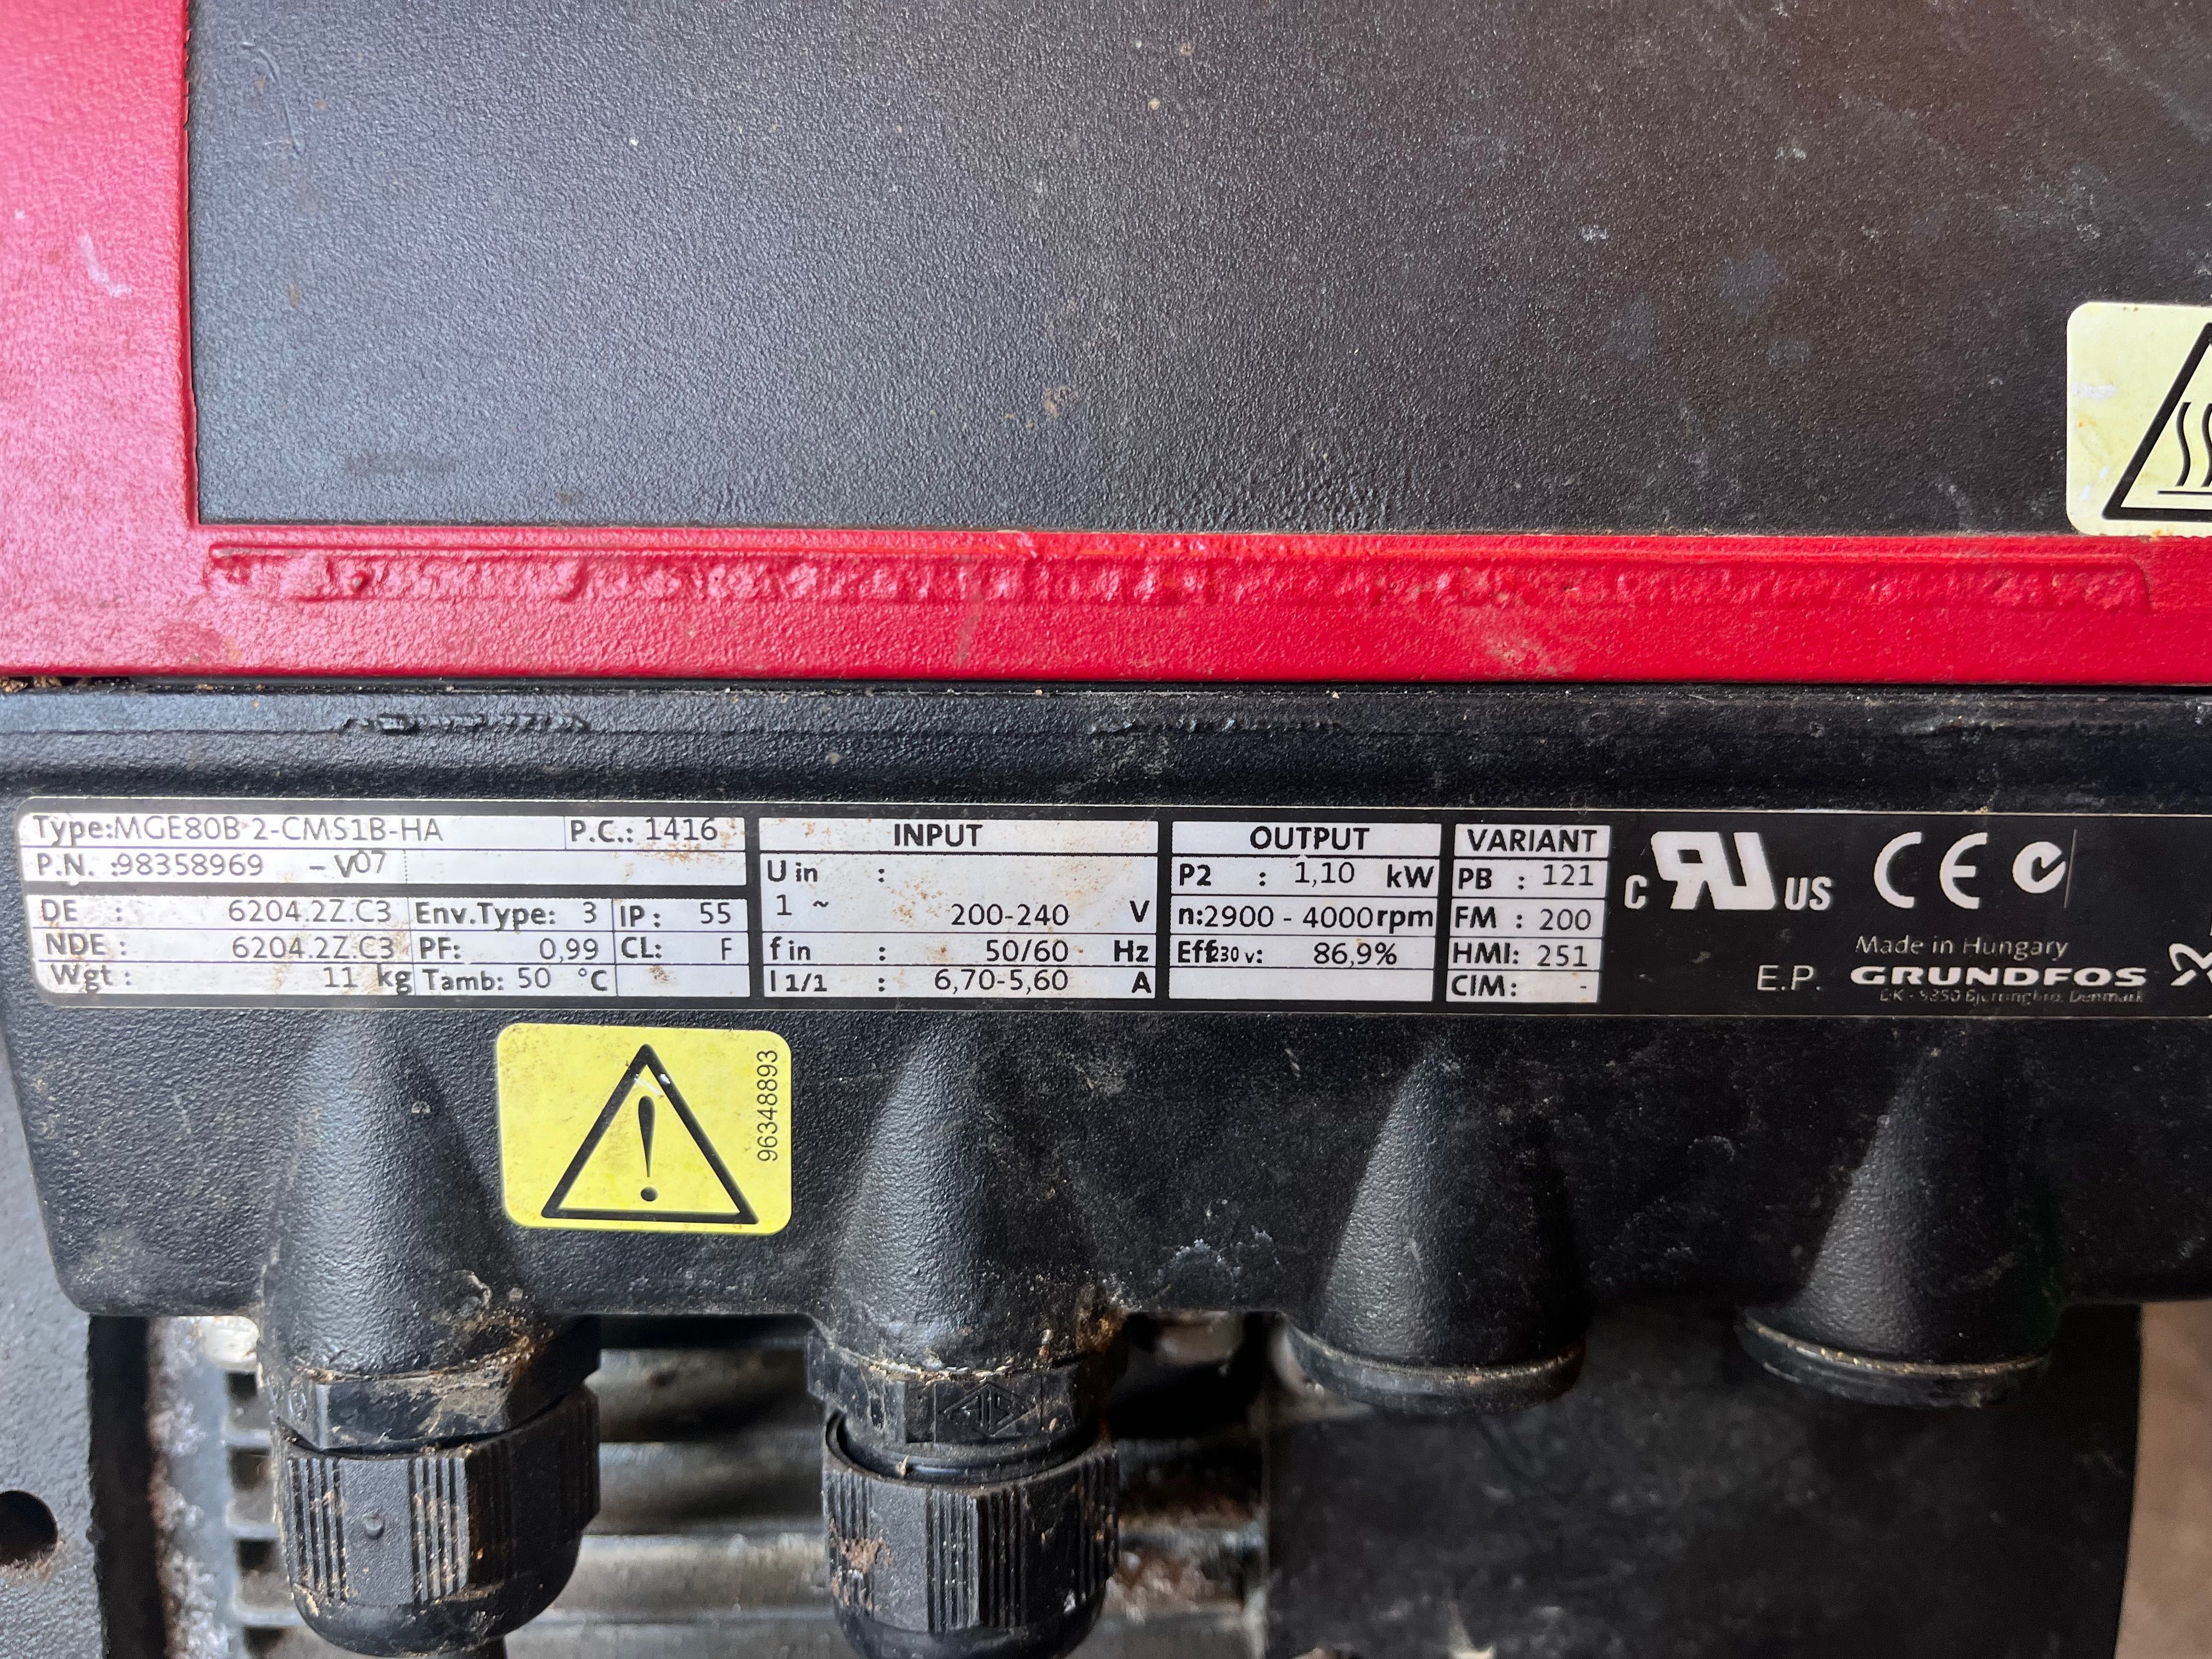 Type:MGE80B 2-CMS1B-HA P.C.: 1416
P.N. :98358969 - V07
DE : 6204.2Z.C3 Env.Type: 3 IP: 55
NDE : 6204.2Z.C3 PF: 0,99 CL: F
Wgt : 11 kg Tamb: 50 °C
INPUT
U in :
1 ~ 200-240 V
f in : 50/60 Hz
I 1/1 : 6,70-5,60 A
OUTPUT
P2 : 1,10 kW
n:2900 - 4000rpm
Eff230 v: 86,9%
VARIANT
PB : 121
FM : 200
HMI: 251
CIM: -
c RU US CE
Made in Hungary
E.P. GRUNDFOS
DK - Denmark
96348893